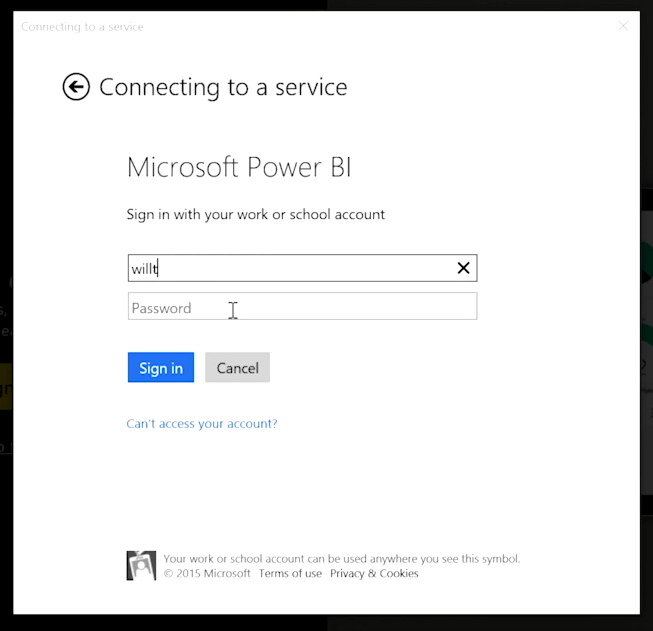 Connecting to a service
Connecting to a service
Microsoft Power BI
Sign in with your work or school account
willt
Password
Sign in Cancel
Can't access your account?
Your work or school account can be used anywhere you see this symbol.
© 2015 Microsoft Terms of use Privacy & Cookies